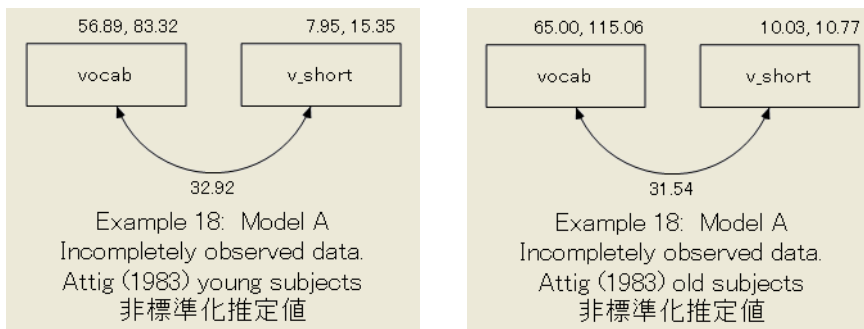 56.89, 83.32
7.95, 15.35
vocab
v_short
32.92
Example 18: Model A
Incompletely observed data.
Attig (1983) young subjects
非標準化推定値
65.00, 115.06
10.03, 10.77
vocab
v_short
31.54
Example 18: Model A
Incompletely observed data.
Attig (1983) old subjects
非標準化推定値